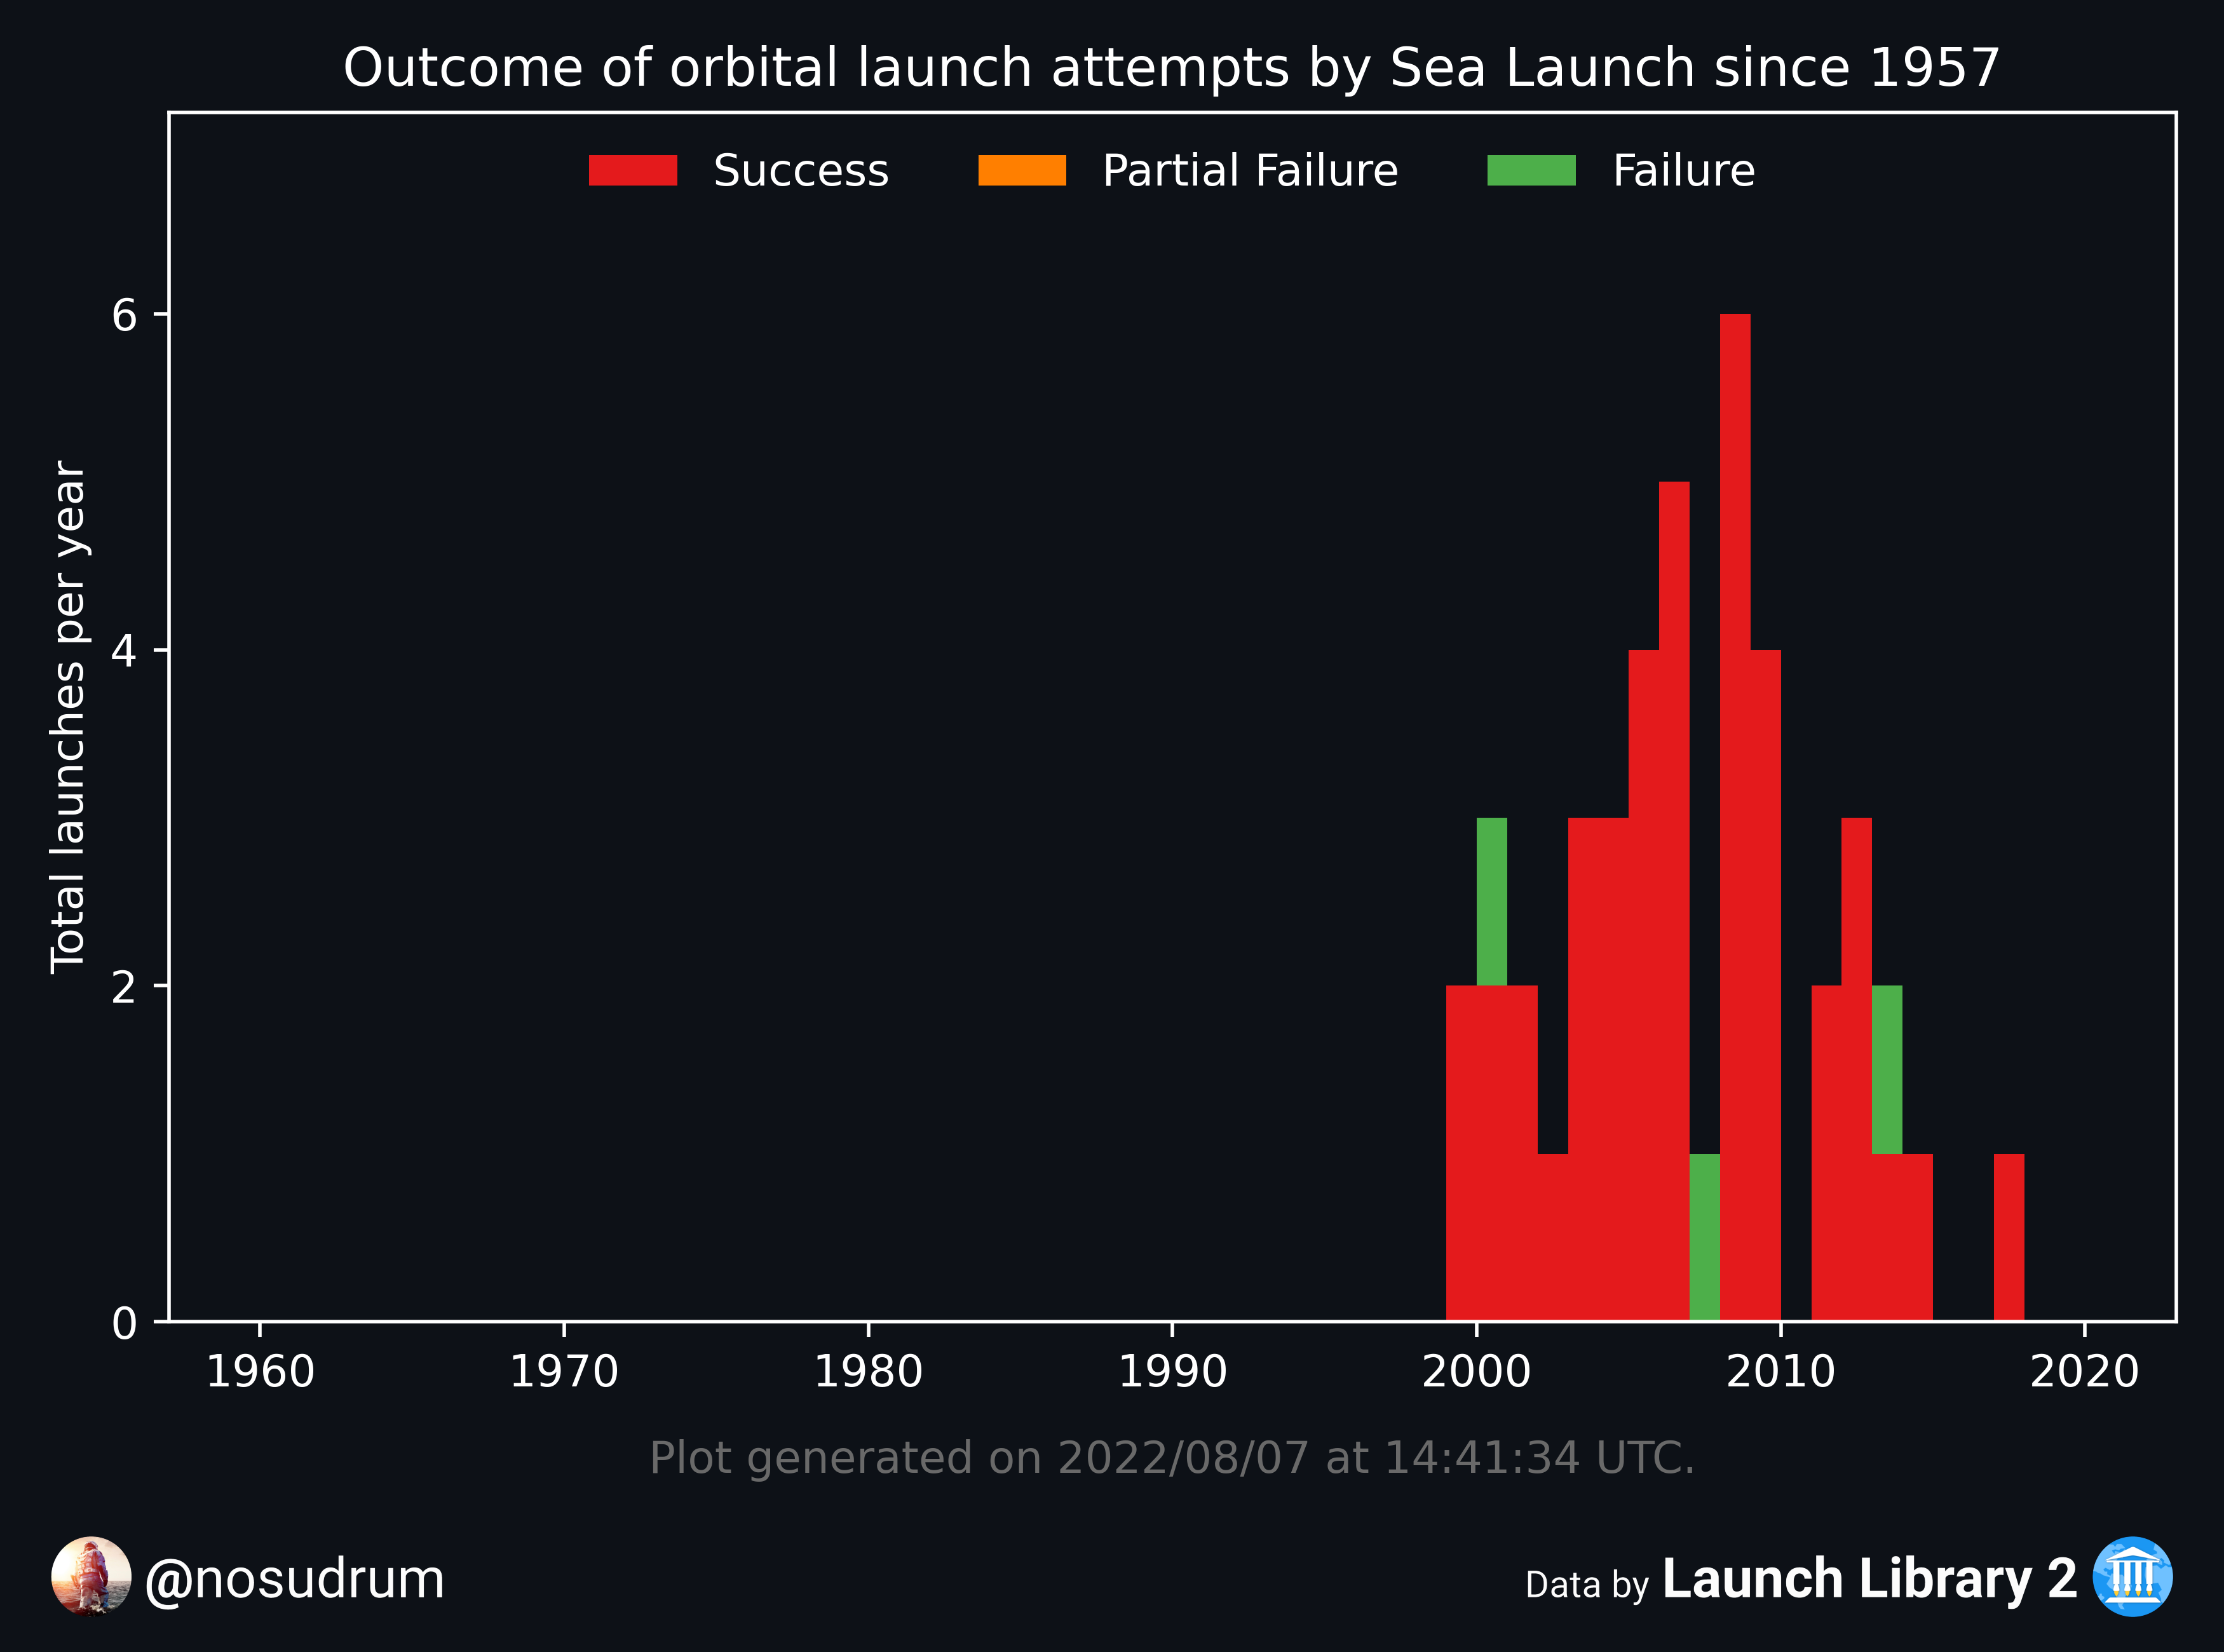 Outcome of orbital launch attempts by Sea Launch since 1957
Success Partial Failure Failure
6
4
2
0
Total launches per year
1960 1970 1980 1990 2000 2010 2020
Plot generated on 2022/08/07 at 14:41:34 UTC.
@nosudrum
Data by Launch Library 2